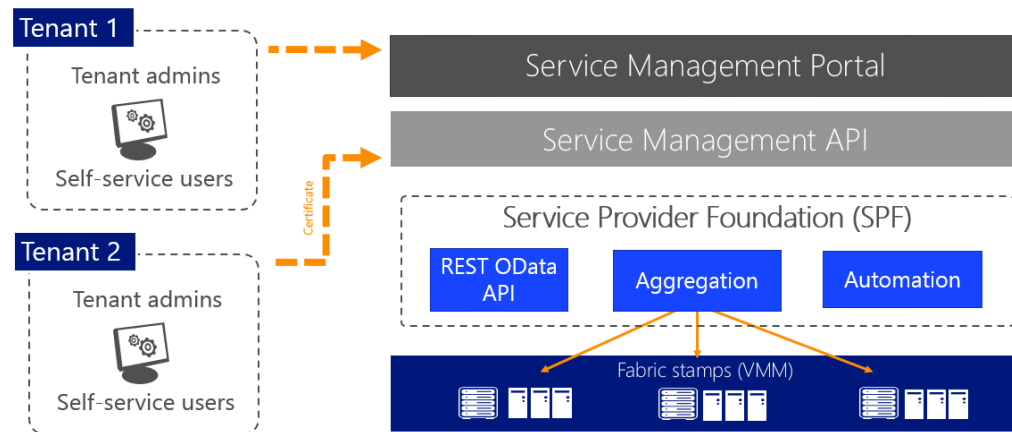 Tenant 1
Tenant admins
Self-service users
Tenant 2
Tenant admins
Self-service users
Certificate
Service Management Portal
Service Management API
Service Provider Foundation (SPF)
REST OData
API
Aggregation
Automation
Fabric stamps (VMM)